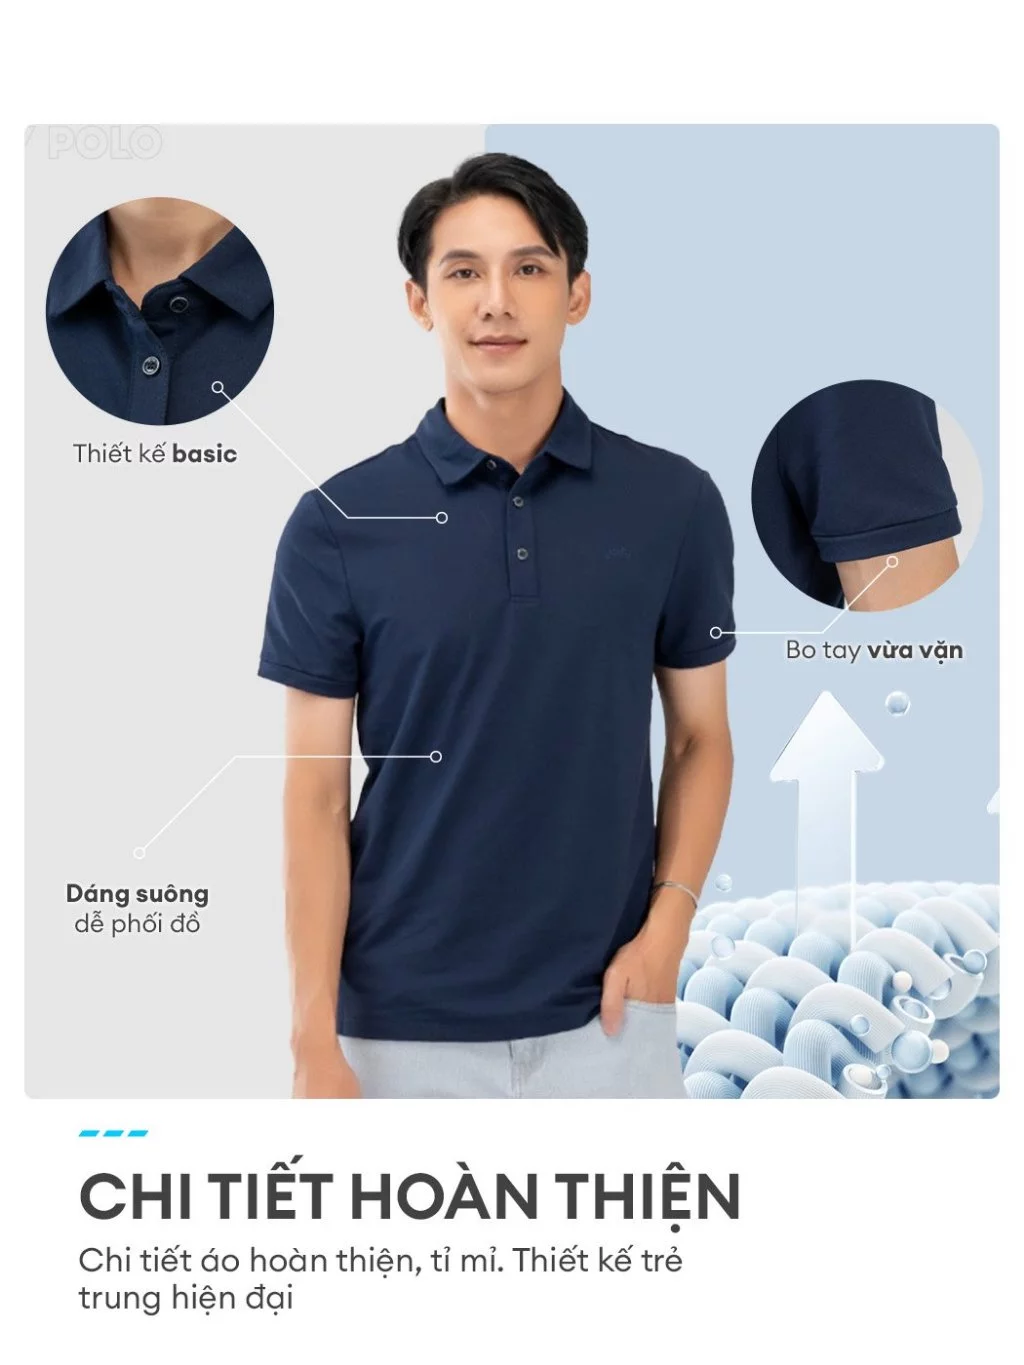 POLO
Thiết kế basic
Bo tay vừa vặn
Dáng suông
dễ phối đồ
CHI TIẾT HOÀN THIỆN
Chi tiết áo hoàn thiện, tỉ mỉ. Thiết kế trẻ
trung hiện đại